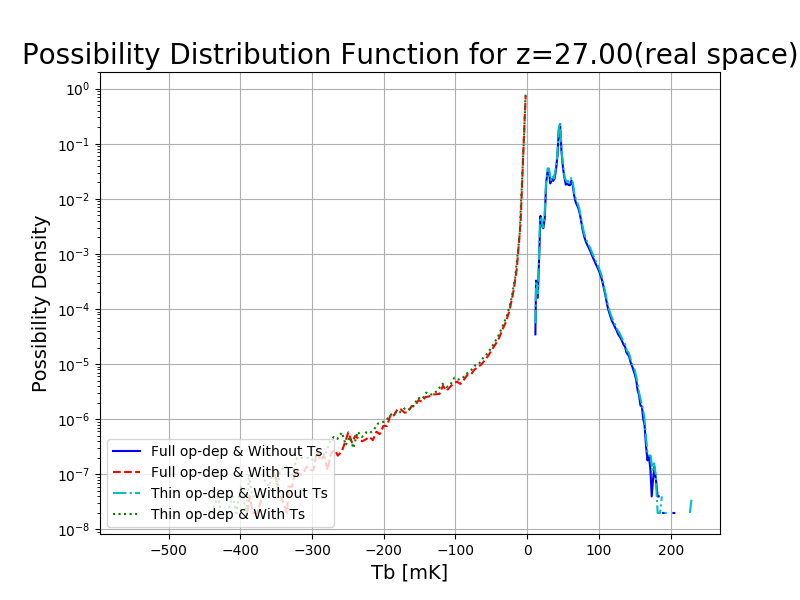 Possibility Distribution Function for z=27.00(real space)
Possibility Density
10⁰
10⁻¹
10⁻²
10⁻³
10⁻⁴
10⁻⁵
10⁻⁶
10⁻⁷
10⁻⁸
Full op-dep & Without Ts
Full op-dep & With Ts
Thin op-dep & Without Ts
Thin op-dep & With Ts
−500 −400 −300 −200 −100 0 100 200
Tb [mK]